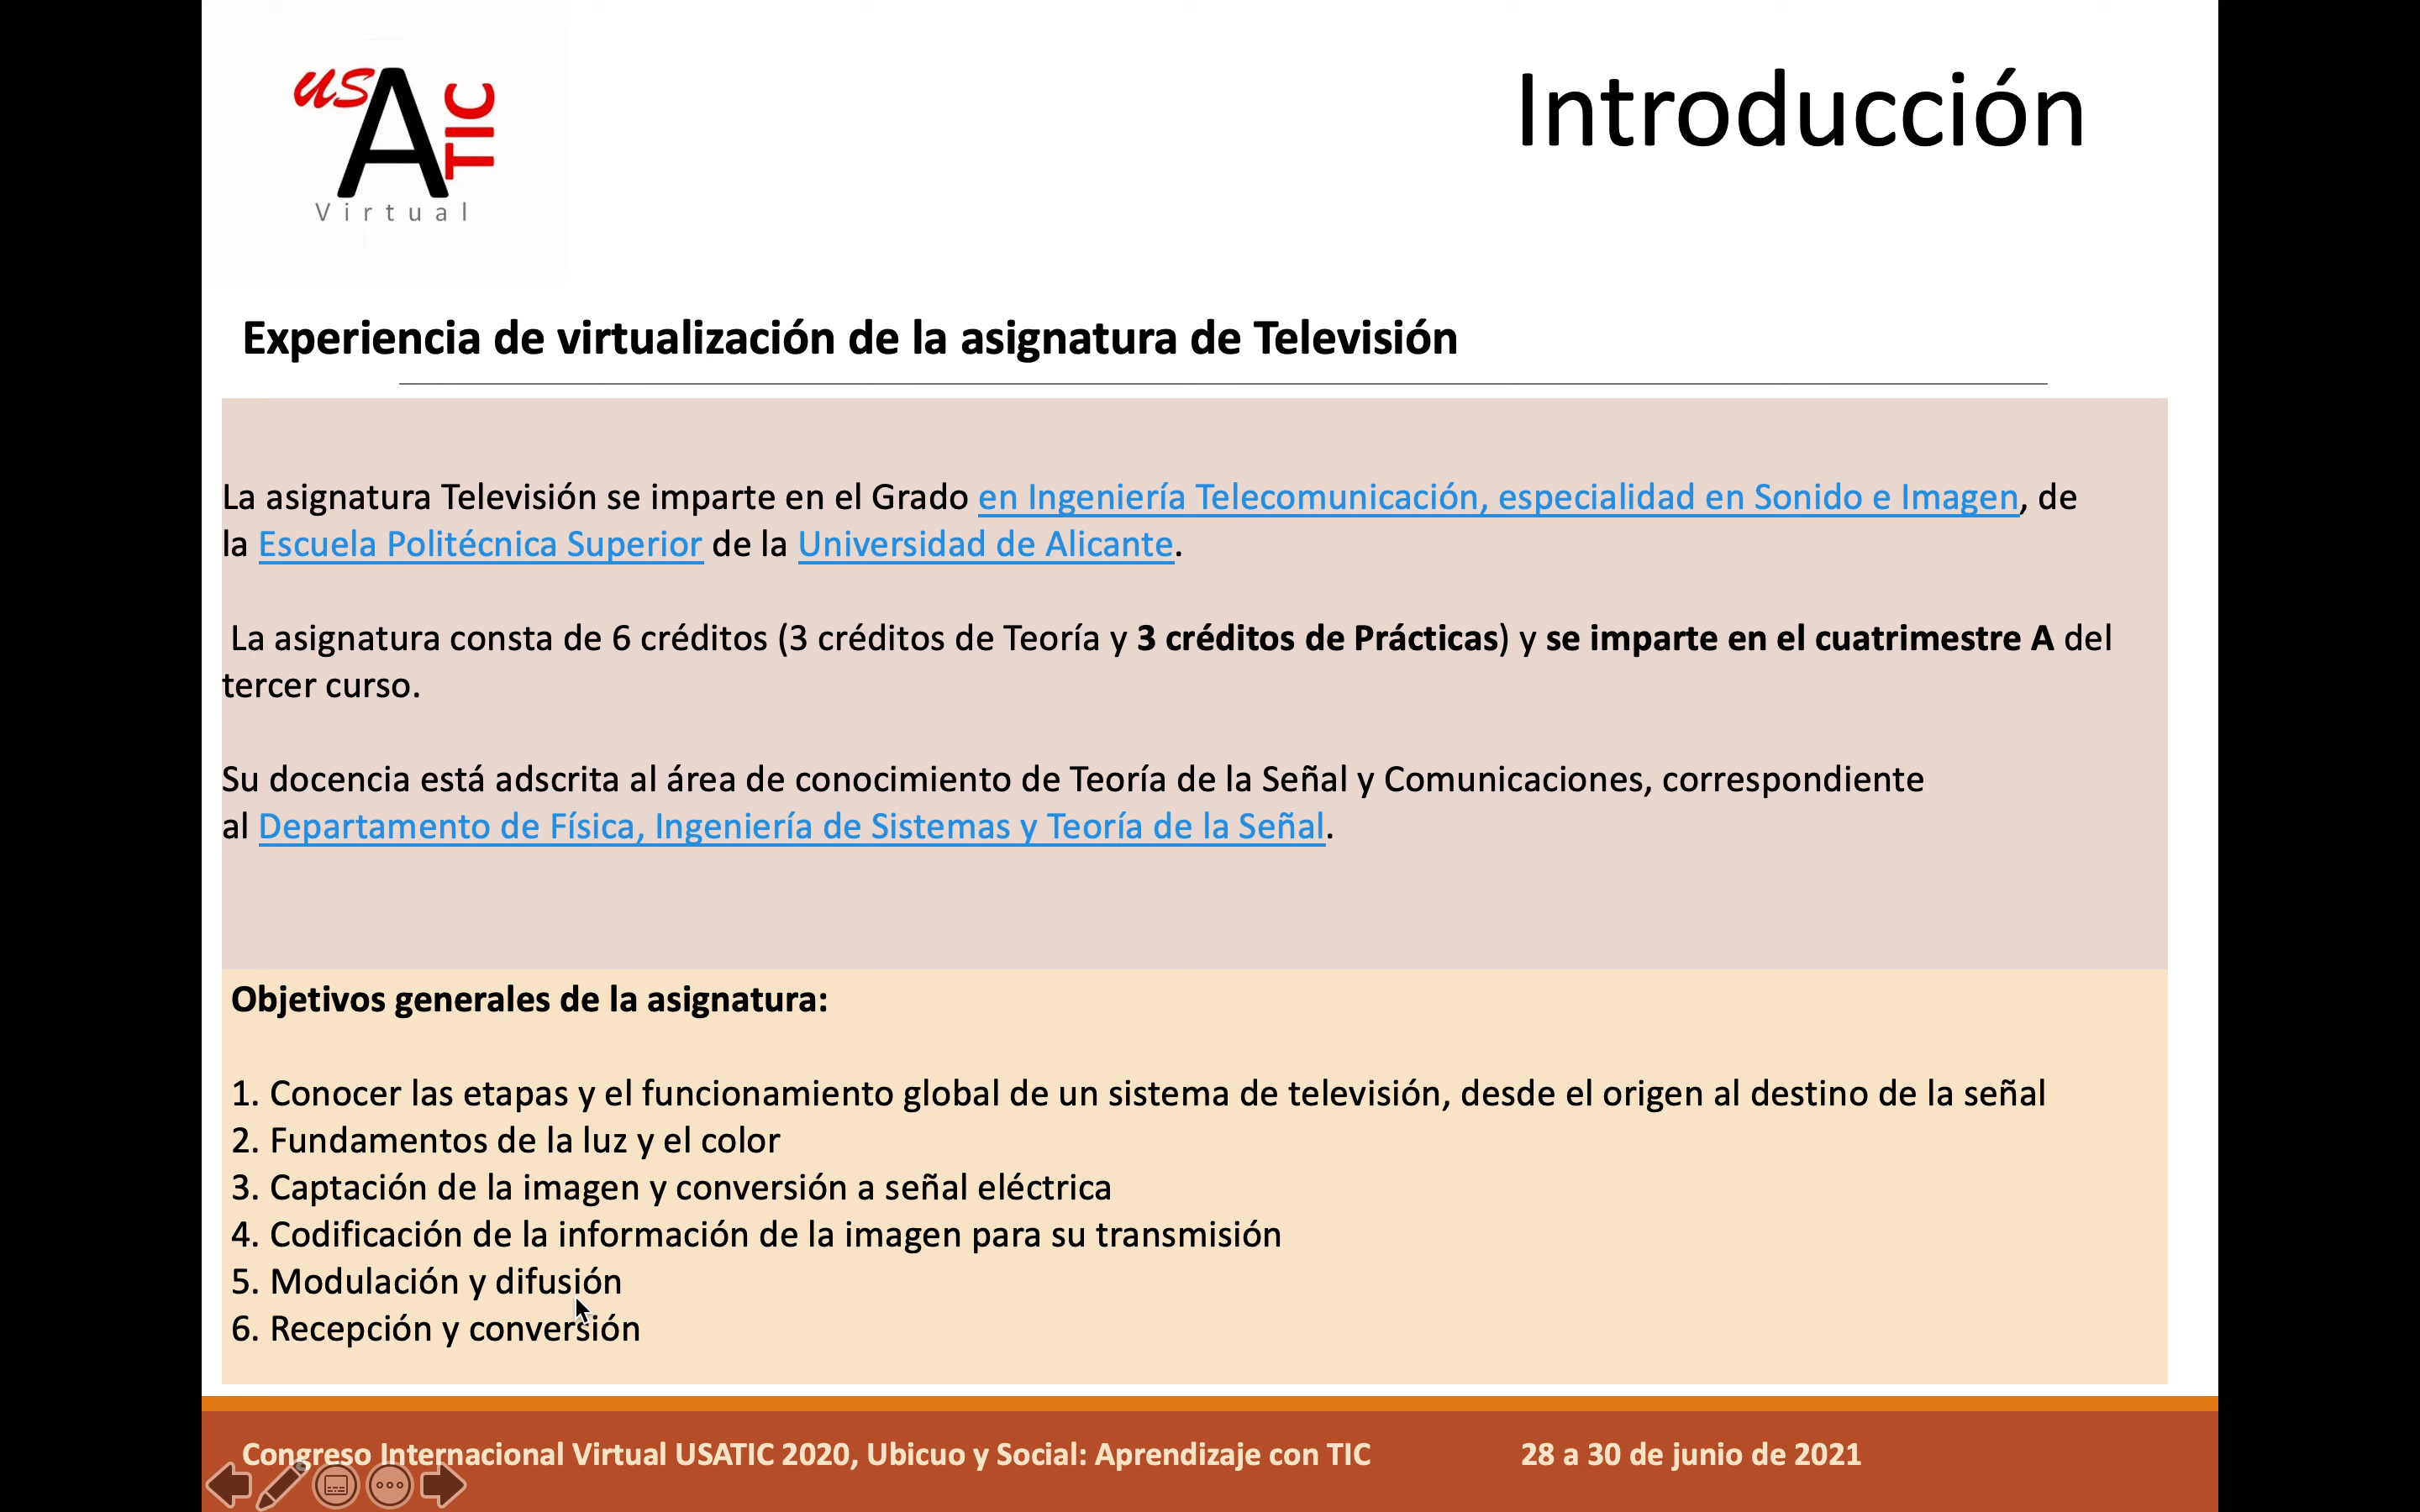 usATIC
Virtual
Introducción
Experiencia de virtualización de la asignatura de Televisión
La asignatura Televisión se imparte en el Grado en Ingeniería Telecomunicación, especialidad en Sonido e Imagen, de
la Escuela Politécnica Superior de la Universidad de Alicante.
La asignatura consta de 6 créditos (3 créditos de Teoría y 3 créditos de Prácticas) y se imparte en el cuatrimestre A del
tercer curso.
Su docencia está adscrita al área de conocimiento de Teoría de la Señal y Comunicaciones, correspondiente
al Departamento de Física, Ingeniería de Sistemas y Teoría de la Señal.
Objetivos generales de la asignatura:
1. Conocer las etapas y el funcionamiento global de un sistema de televisión, desde el origen al destino de la señal
2. Fundamentos de la luz y el color
3. Captación de la imagen y conversión a señal eléctrica
4. Codificación de la información de la imagen para su transmisión
5. Modulación y difusión
6. Recepción y conversión
Congreso Internacional Virtual USATIC 2020, Ubicuo y Social: Aprendizaje con TIC 28 a 30 de junio de 2021